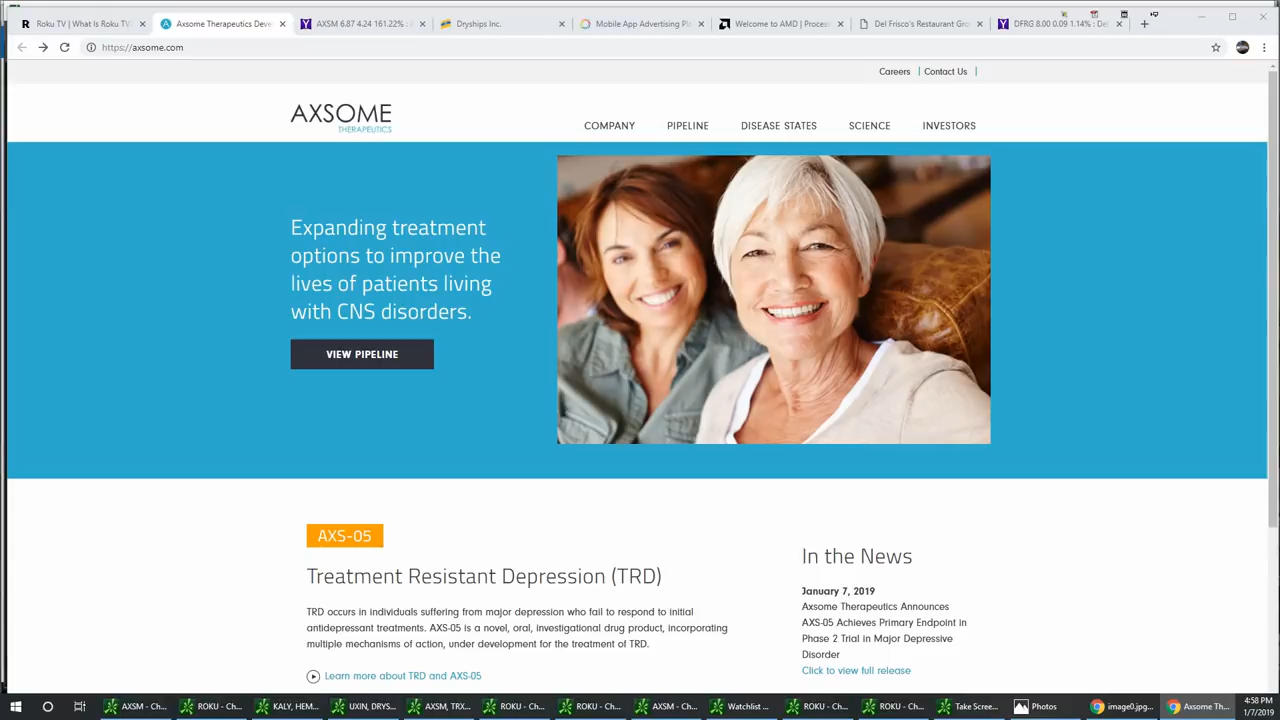 Roku TV | What Is Roku TV
Axsome Therapeutics Deve
AXSM 6.87 4.24 161.22% :
Dryships Inc.
Mobile App Advertising Pl
Welcome to AMD | Process
Del Frisco's Restaurant Gro
DFRG 8.00 0.09 1.14% : Del
https://axsome.com
Careers | Contact Us |
AXSOME
THERAPEUTICS
COMPANY PIPELINE DISEASE STATES SCIENCE INVESTORS
Expanding treatment
options to improve the
lives of patients living
with CNS disorders.
VIEW PIPELINE
AXS-05
Treatment Resistant Depression (TRD)
TRD occurs in individuals suffering from major depression who fail to respond to initial
antidepressant treatments. AXS-05 is a novel, oral, investigational drug product, incorporating
multiple mechanisms of action, under development for the treatment of TRD.
Learn more about TRD and AXS-05
In the News
January 7, 2019
Axsome Therapeutics Announces
AXS-05 Achieves Primary Endpoint in
Phase 2 Trial in Major Depressive
Disorder
Click to view full release
AXSM - Ch...
ROKU - Ch...
KALY, HEM...
UXIN, DRYS...
AXSM, TRX...
ROKU - Ch...
ROKU - Ch...
AXSM - Ch...
Watchlist ...
ROKU - Ch...
ROKU - Ch...
Take Scree...
Photos
image0.jpg...
Axsome Th...
4:58 PM
1/7/2019